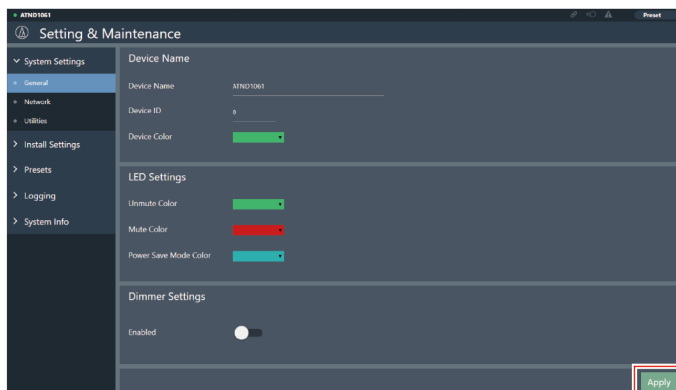 ATND1061
Preset
Setting & Maintenance
System Settings
General
Network
Utilities
Install Settings
Presets
Logging
System Info
Device Name
Device Name
ATND1061
Device ID
0
Device Color
LED Settings
Unmute Color
Mute Color
Power Save Mode Color
Dimmer Settings
Enabled
Apply